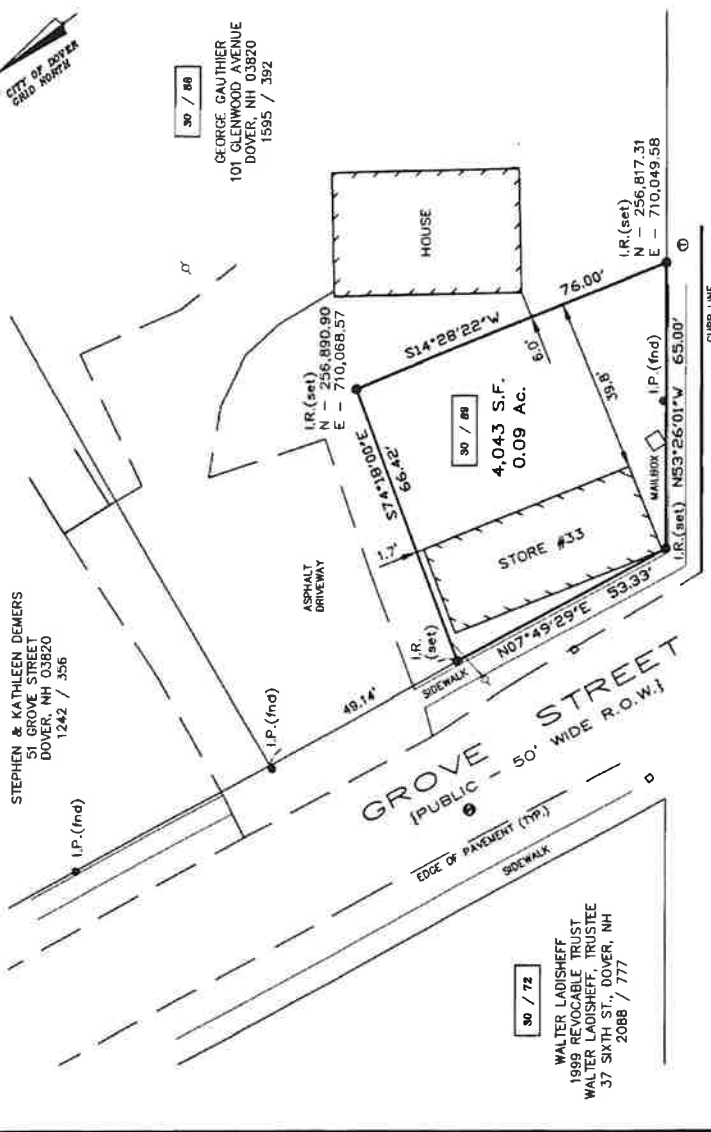 CITY OF DOVER
GRID NORTH
30 / 88
GEORGE GAUTHIER
101 GLENWOOD AVENUE
DOVER, NH 03820
1595 / 392
STEPHEN & KATHLEEN DEMERS
51 GROVE STREET
DOVER, NH 03820
1242 / 356
I.P.(fnd)
I.P.(fnd)
49.14'
ASPHALT
DRIVEWAY
HOUSE
I.R.(set)
N - 256,890.90
E - 710,068.57
S74°18'00"E
66.42'
S14°28'22"W
76.00'
6.0'
39.8'
1.7'
30 / 89
4,043 S.F.
0.09 Ac.
STORE #33
I.R.
(set)
SIDEWALK
N07°49'29"E
53.33'
I.R.(set)
N53°26'01"W
65.00'
MAILBOX
I.P.(fnd)
I.R.(set)
N - 256,817.31
E - 710,049.58
CURB LINE
GROVE STREET
{PUBLIC - 50' WIDE R.O.W.}
EDGE OF PAVEMENT (TYP.)
SIDEWALK
30 / 72
WALTER LADISHEFF
1999 REVOCABLE TRUST
WALTER LADISHEFF, TRUSTEE
37 SIXTH ST., DOVER, NH
2088 / 777